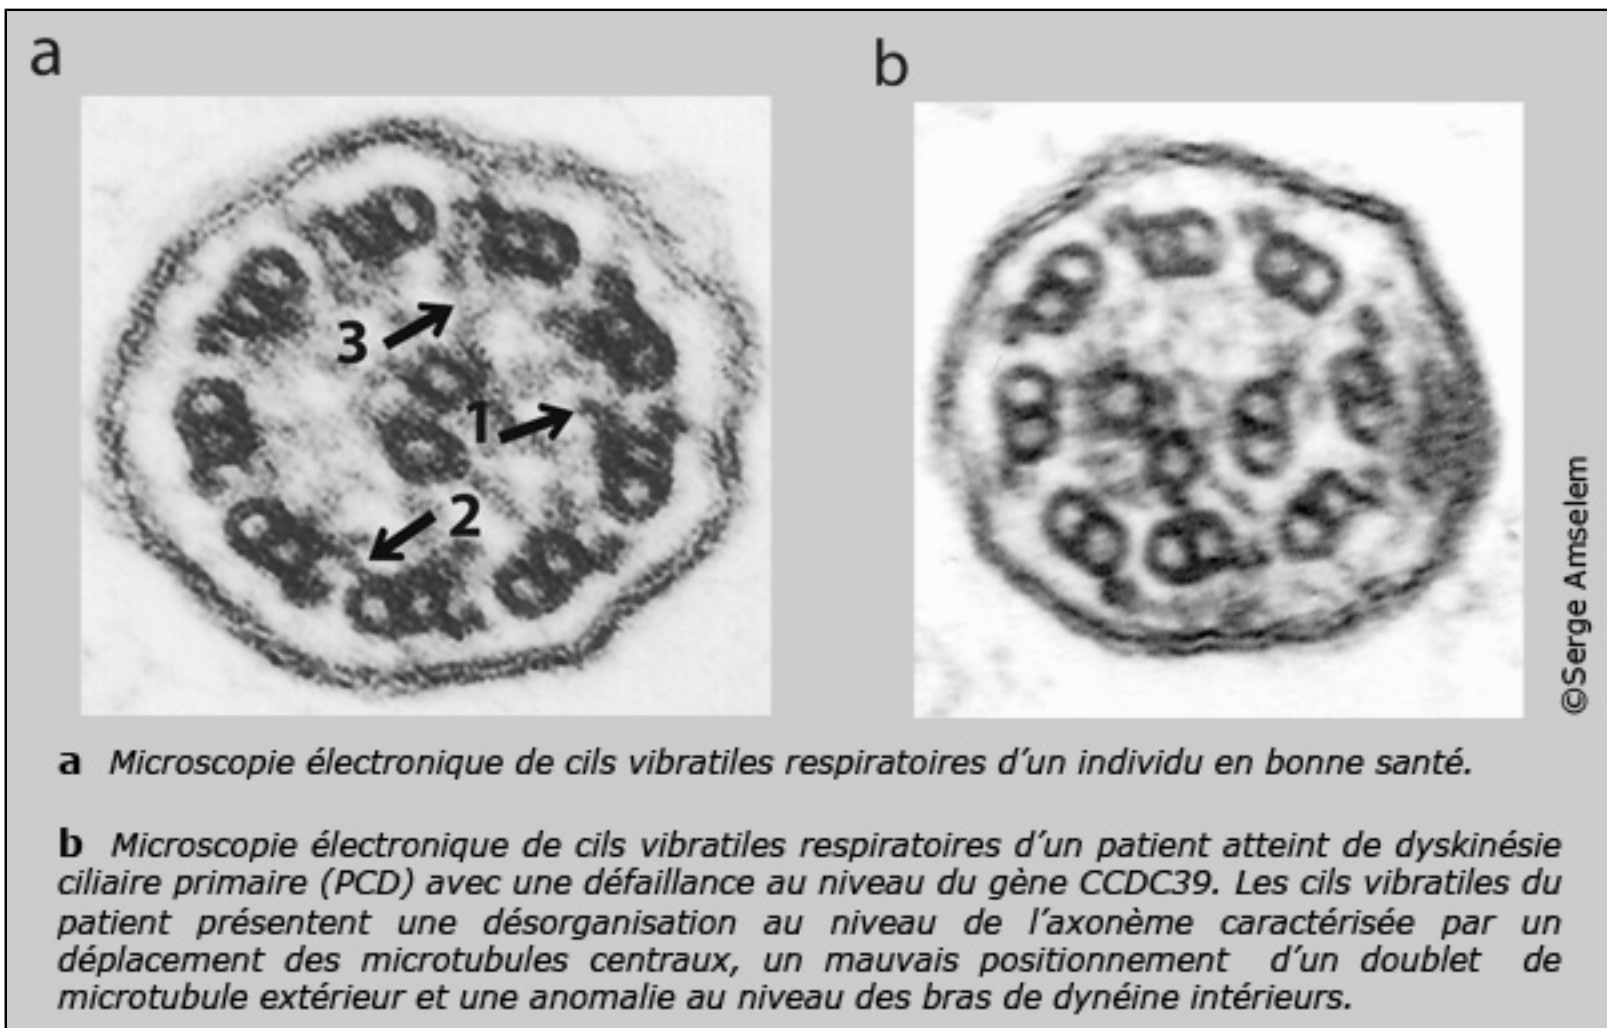 a
b
3
1
2
©Serge Amselem
a Microscopie électronique de cils vibratiles respiratoires d’un individu en bonne santé.
b Microscopie électronique de cils vibratiles respiratoires d’un patient atteint de dyskinésie
ciliaire primaire (PCD) avec une défaillance au niveau du gène CCDC39. Les cils vibratiles du
patient présentent une désorganisation au niveau de l’axonème caractérisée par un
déplacement des microtubules centraux, un mauvais positionnement d’un doublet de
microtubule extérieur et une anomalie au niveau des bras de dynéine intérieurs.